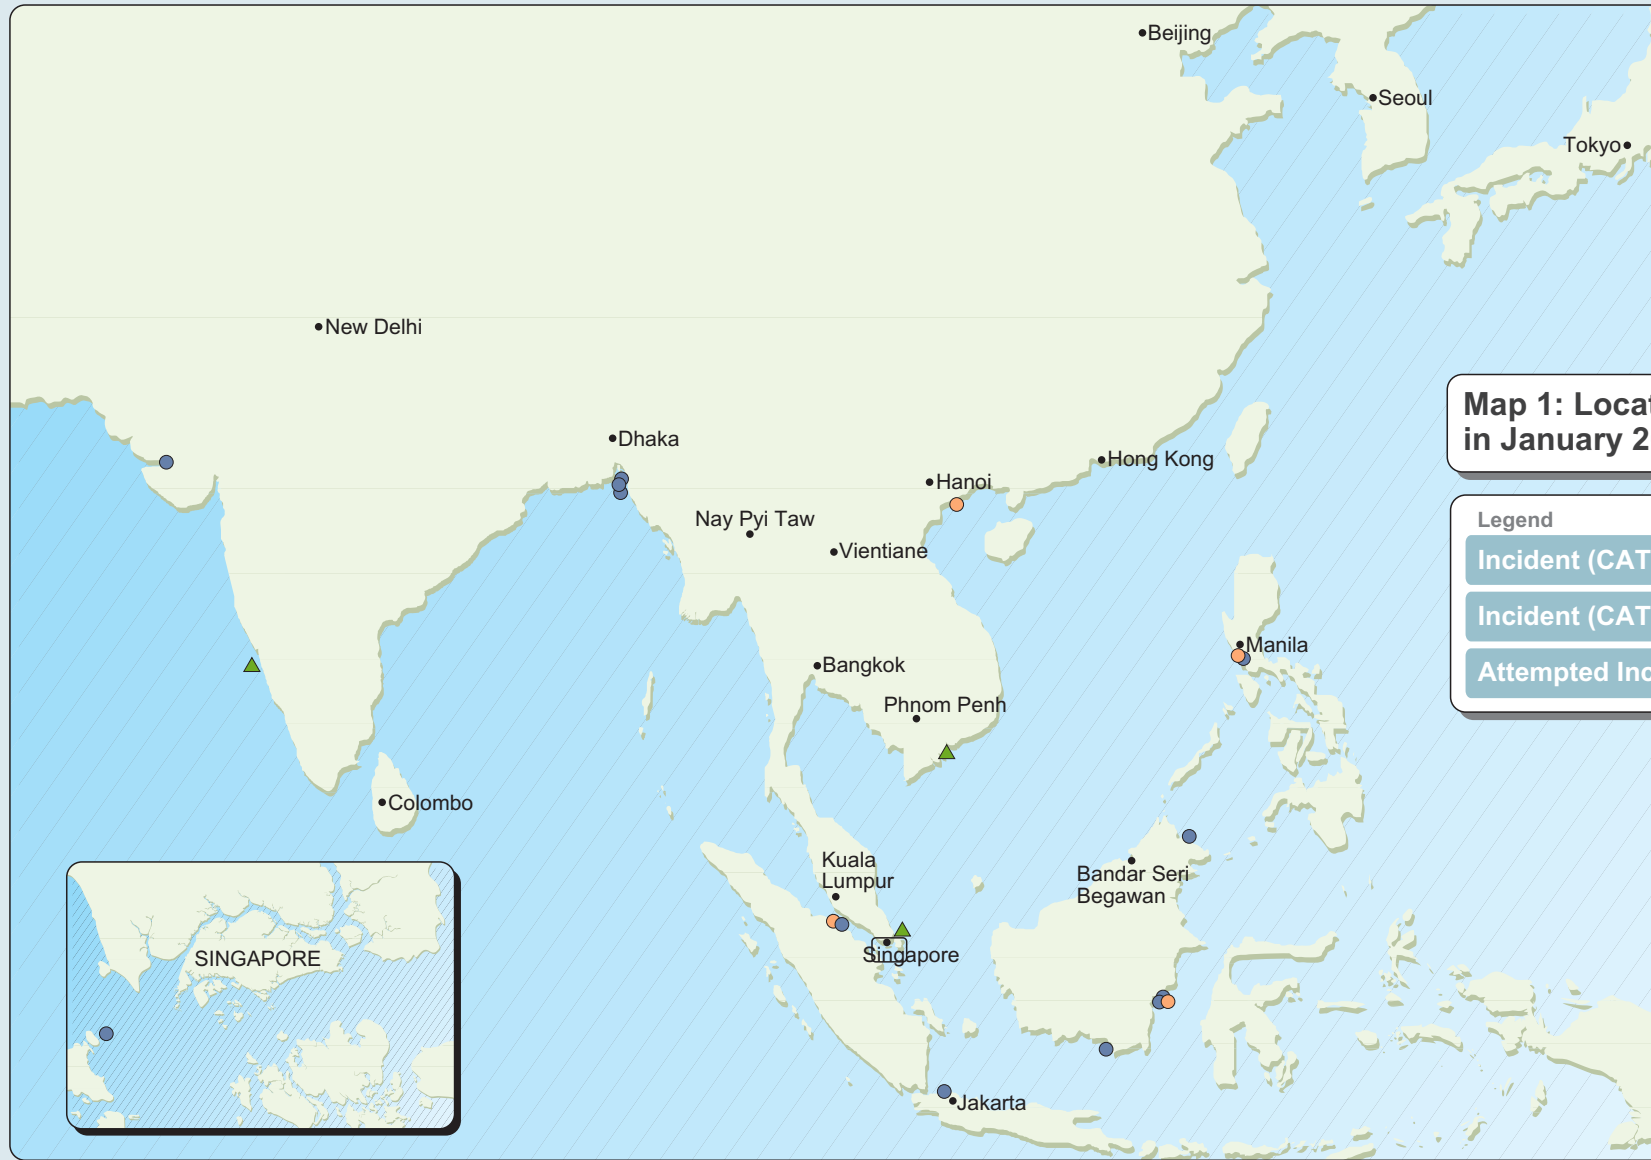 Beijing
Seoul
Tokyo
New Delhi
Map 1: Locat
in January 2
Dhaka
Hong Kong
Hanoi
Nay Pyi Taw
Vientiane
Legend
Incident (CAT
Incident (CAT
Attempted Inc
Manila
Bangkok
Phnom Penh
Colombo
Kuala
Lumpur
Bandar Seri
Begawan
Singapore
SINGAPORE
Jakarta